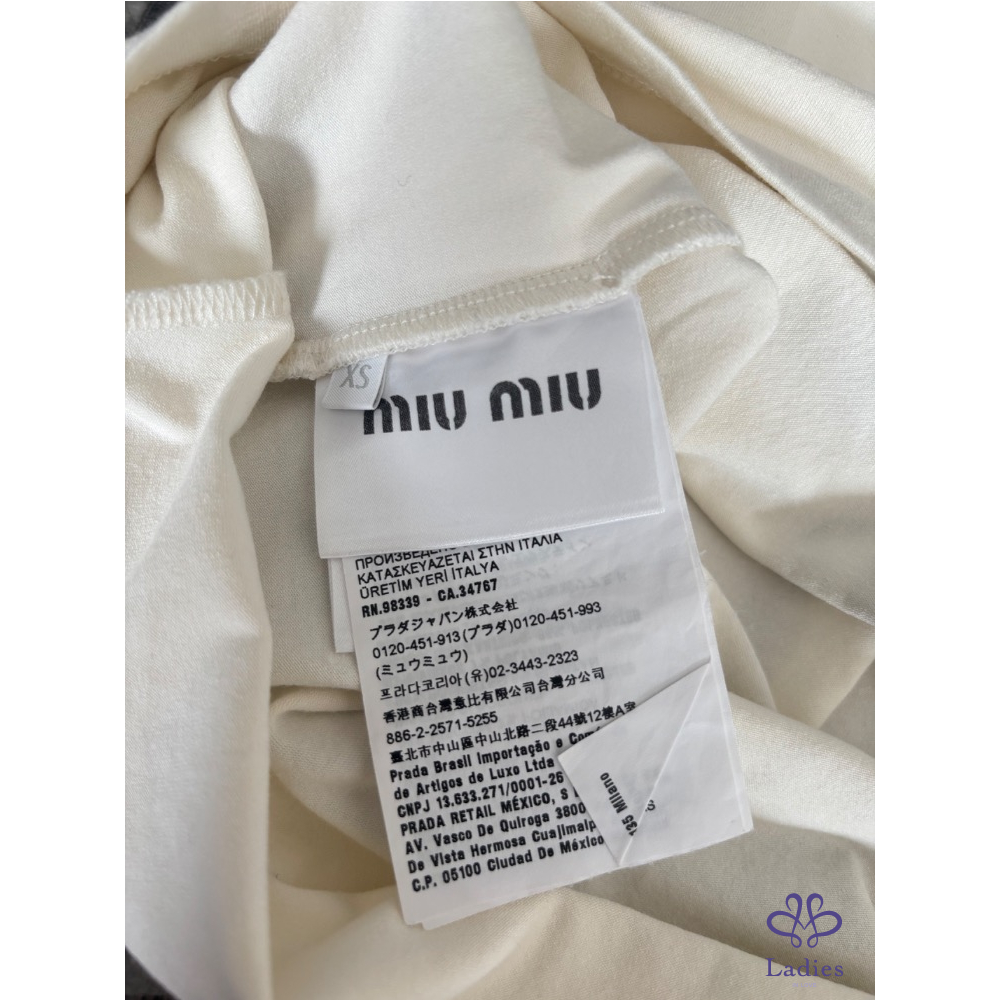 XS
miu miu
ΚΑΤΑΣΚΕΥΑΖΕΤΑΙ ΣΤΗΝ ΙΤΑΛΙΑ
ÜRETİM YERİ İTALYA
RN.98339 - CA.34767
プラダジャパン株式会社
0120-451-913(プラダ)0120-451-993
(ミュウミュウ)
프라다코리아(유)02-3443-2323
香港商台灣意比有限公司台灣分公司
886-2-2571-5255
臺北市中山區中山北路二段44號12樓A室
Prada Brasil Importação e
de Artigos de Luxo Ltda
CNPJ 13.633.271/0001-26
PRADA RETAIL MÉXICO, S
AV. Vasco De Quiroga 3800
De Vista Hermosa
C.P. 05100 Ciudad De México
135 Milano
Ladies